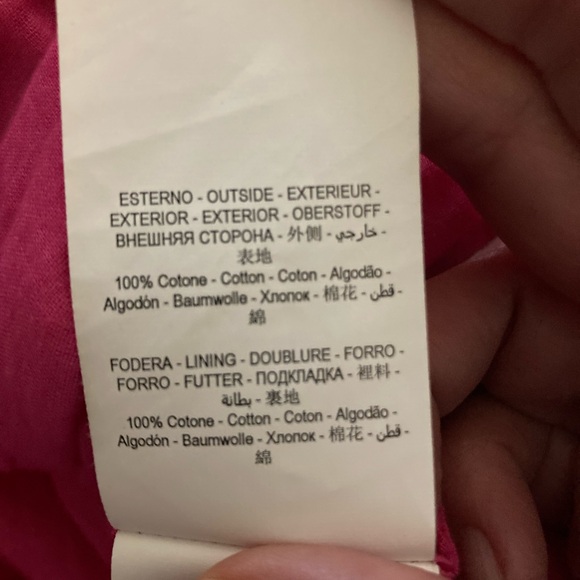 ESTERNO - OUTSIDE - EXTERIEUR -
EXTERIOR - EXTERIOR - OBERSTOFF -
ВНЕШНЯЯ СТОРОНА - 外侧 - خارجي -
表地
100% Cotone - Cotton - Coton - Algodão -
Algodón - Baumwolle - Хлопок - 棉花 - قطن -
綿
FODERA - LINING - DOUBLURE - FORRO -
FORRO - FUTTER - ПОДКЛАДКА - 裡料 -
بطانة - 裏地
100% Cotone - Cotton - Coton - Algodão -
Algodón - Baumwolle - Хлопок - 棉花 - قطن -
綿